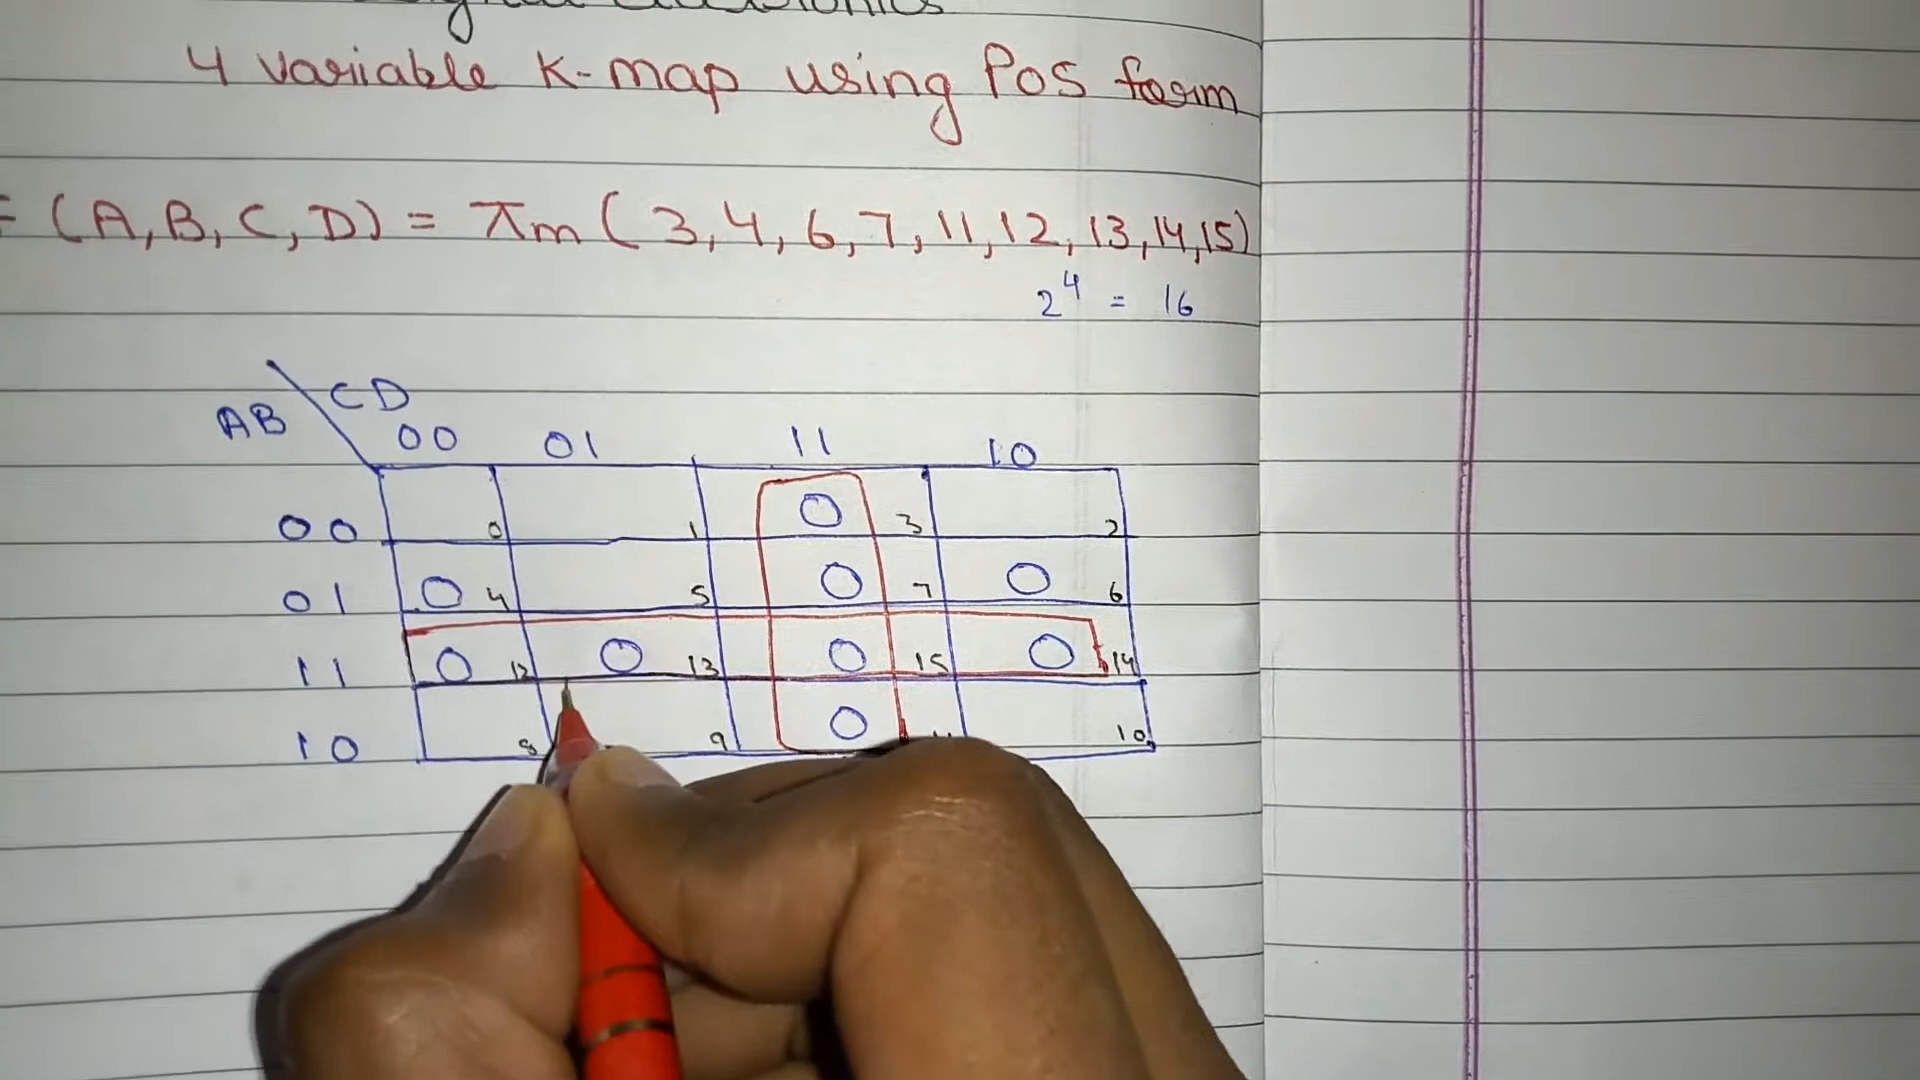 4 Variable K-map using POS form
= (A, B, C, D) = πm (3, 4, 6, 7, 11, 12, 13, 14, 15)
2^4 = 16
AB CD
00 01 11 10
00 0 1 0 3 2
01 0 4 5 0 7 0 6
11 0 12 0 13 0 15 0 14
10 8 9 0 10